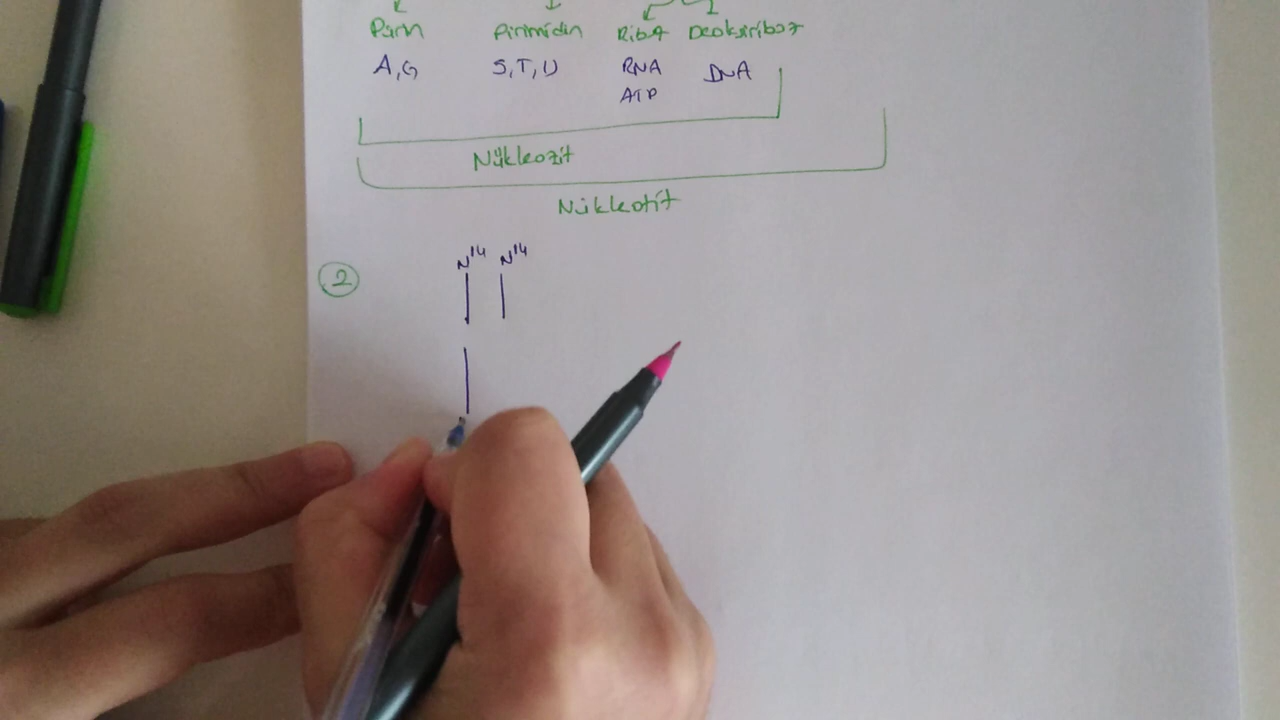 Pürin Pirimidin Riboz Deoksiriboz
A,G S,T,U RNA DNA
ATP
Nükleozit
Nükleotit
2 N14 N14